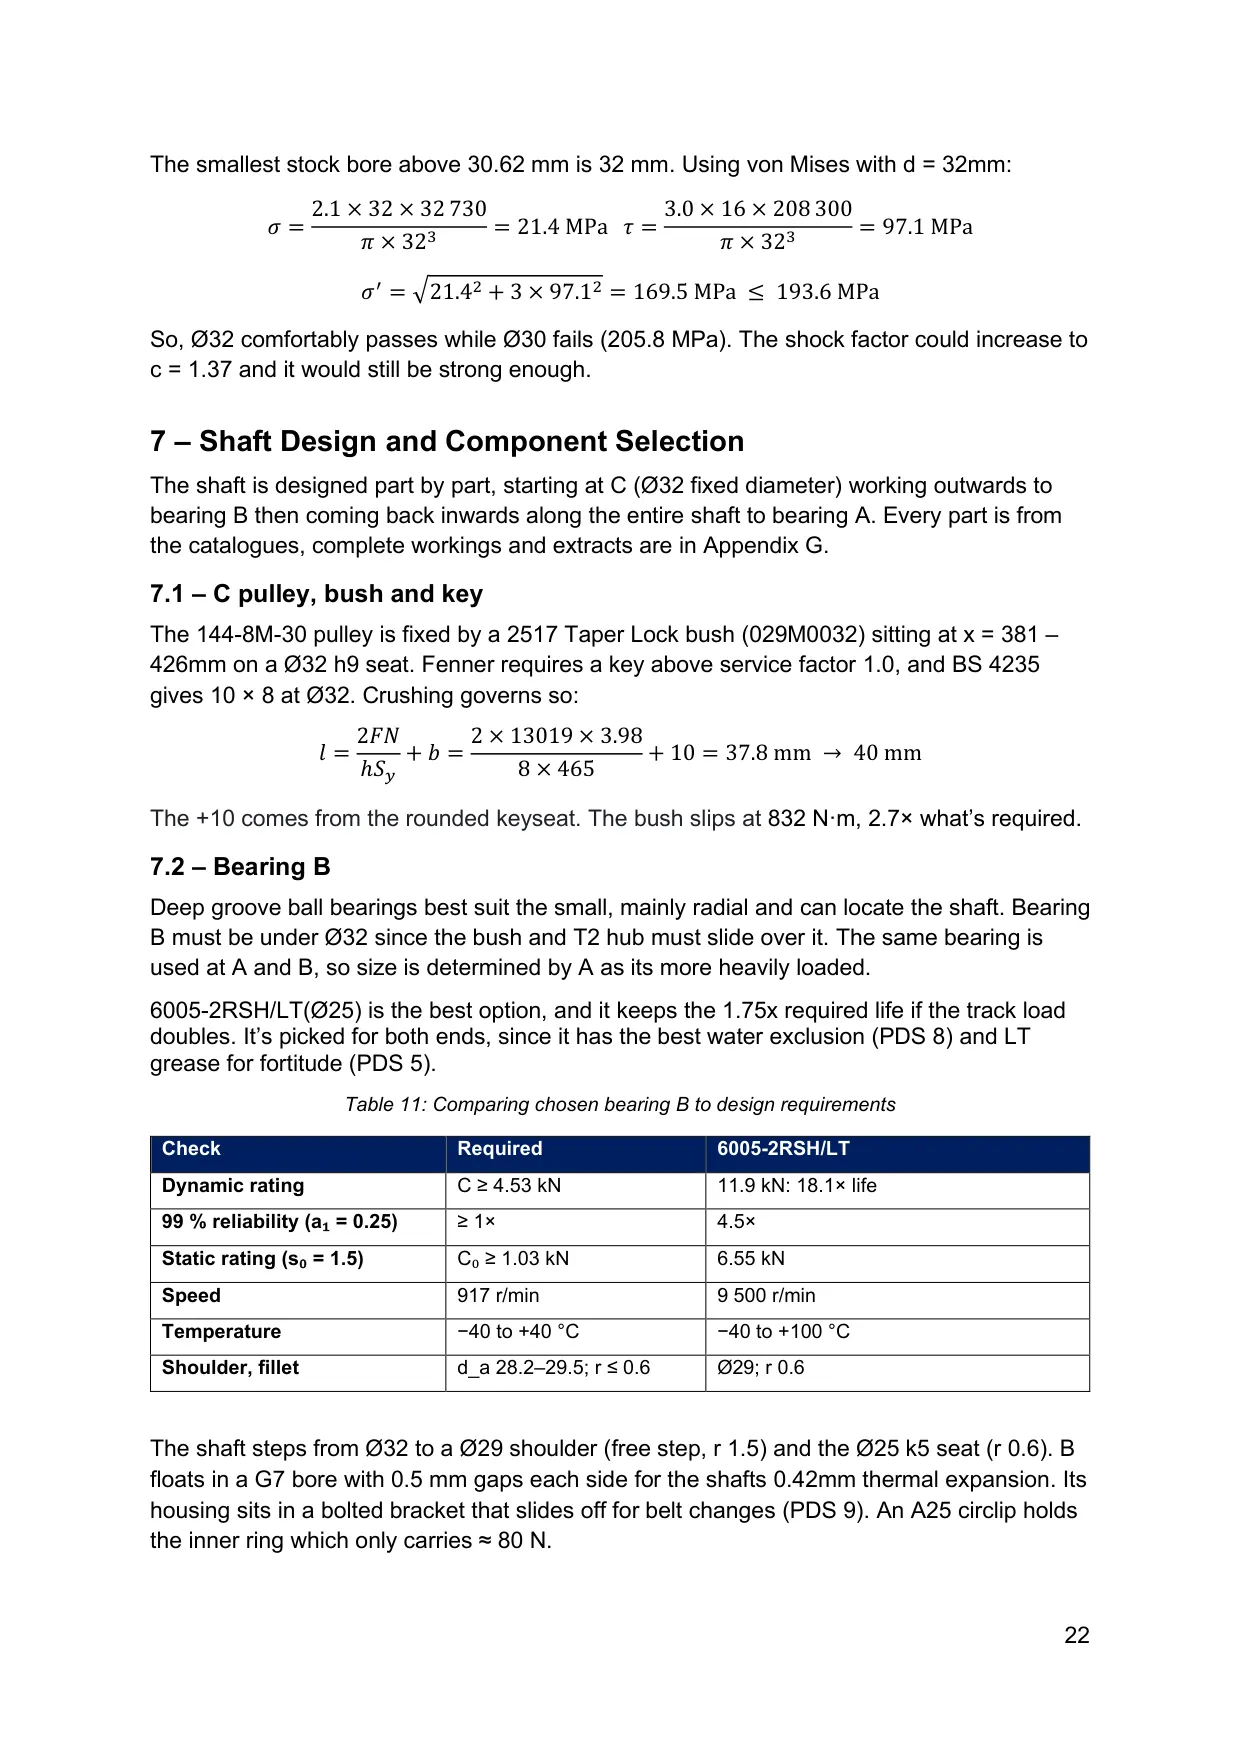 The smallest stock bore above 30.62 mm is 32 mm. Using von Mises with d = 32mm:
σ = (2.1 × 32 × 32 730) / (π × 32³) = 21.4 MPa τ = (3.0 × 16 × 208 300) / (π × 32³) = 97.1 MPa
σ′ = √(21.4² + 3 × 97.1²) = 169.5 MPa ≤ 193.6 MPa
So, Ø32 comfortably passes while Ø30 fails (205.8 MPa). The shock factor could increase to
c = 1.37 and it would still be strong enough.
7 – Shaft Design and Component Selection
The shaft is designed part by part, starting at C (Ø32 fixed diameter) working outwards to
bearing B then coming back inwards along the entire shaft to bearing A. Every part is from
the catalogues, complete workings and extracts are in Appendix G.
7.1 – C pulley, bush and key
The 144-8M-30 pulley is fixed by a 2517 Taper Lock bush (029M0032) sitting at x = 381 –
426mm on a Ø32 h9 seat. Fenner requires a key above service factor 1.0, and BS 4235
gives 10 × 8 at Ø32. Crushing governs so:
l = 2FN / hS_y + b = (2 × 13019 × 3.98) / (8 × 465) + 10 = 37.8 mm → 40 mm
The +10 comes from the rounded keyseat. The bush slips at 832 N·m, 2.7× what’s required.
7.2 – Bearing B
Deep groove ball bearings best suit the small, mainly radial and can locate the shaft. Bearing
B must be under Ø32 since the bush and T2 hub must slide over it. The same bearing is
used at A and B, so size is determined by A as its more heavily loaded.
6005-2RSH/LT(Ø25) is the best option, and it keeps the 1.75x required life if the track load
doubles. It’s picked for both ends, since it has the best water exclusion (PDS 8) and LT
grease for fortitude (PDS 5).
Table 11: Comparing chosen bearing B to design requirements
Check Required 6005-2RSH/LT
Dynamic rating C ≥ 4.53 kN 11.9 kN: 18.1× life
99 % reliability (a₁ = 0.25) ≥ 1× 4.5×
Static rating (s₀ = 1.5) C₀ ≥ 1.03 kN 6.55 kN
Speed 917 r/min 9 500 r/min
Temperature −40 to +40 °C −40 to +100 °C
Shoulder, fillet d_a 28.2–29.5; r ≤ 0.6 Ø29; r 0.6
The shaft steps from Ø32 to a Ø29 shoulder (free step, r 1.5) and the Ø25 k5 seat (r 0.6). B
floats in a G7 bore with 0.5 mm gaps each side for the shafts 0.42mm thermal expansion. Its
housing sits in a bolted bracket that slides off for belt changes (PDS 9). An A25 circlip holds
the inner ring which only carries ≈ 80 N.
22